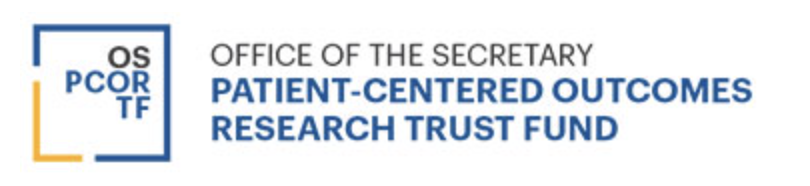 OS
PCOR
TF
OFFICE OF THE SECRETARY
PATIENT-CENTERED OUTCOMES
RESEARCH TRUST FUND